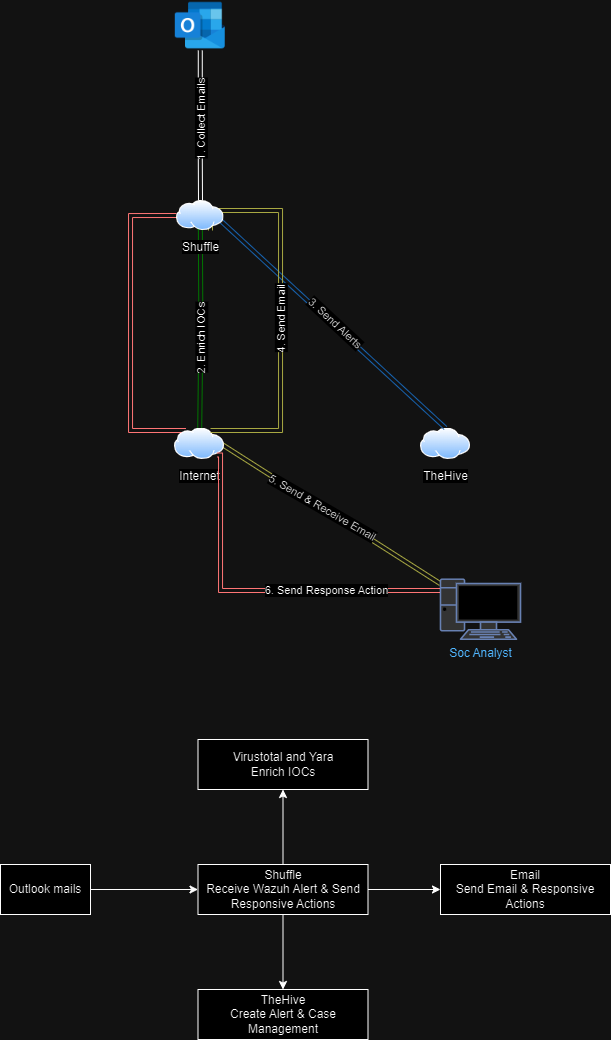 O
1. Collect Emails
Shuffle
2. Enrich IOCs
4. Send Email
3. Send Alerts
Internet
TheHive
5. Send & Receive Email
6. Send Response Action
Soc Analyst
Virustotal and Yara
Enrich IOCs
Outlook mails
Shuffle
Receive Wazuh Alert & Send
Responsive Actions
Email
Send Email & Responsive
Actions
TheHive
Create Alert & Case
Management